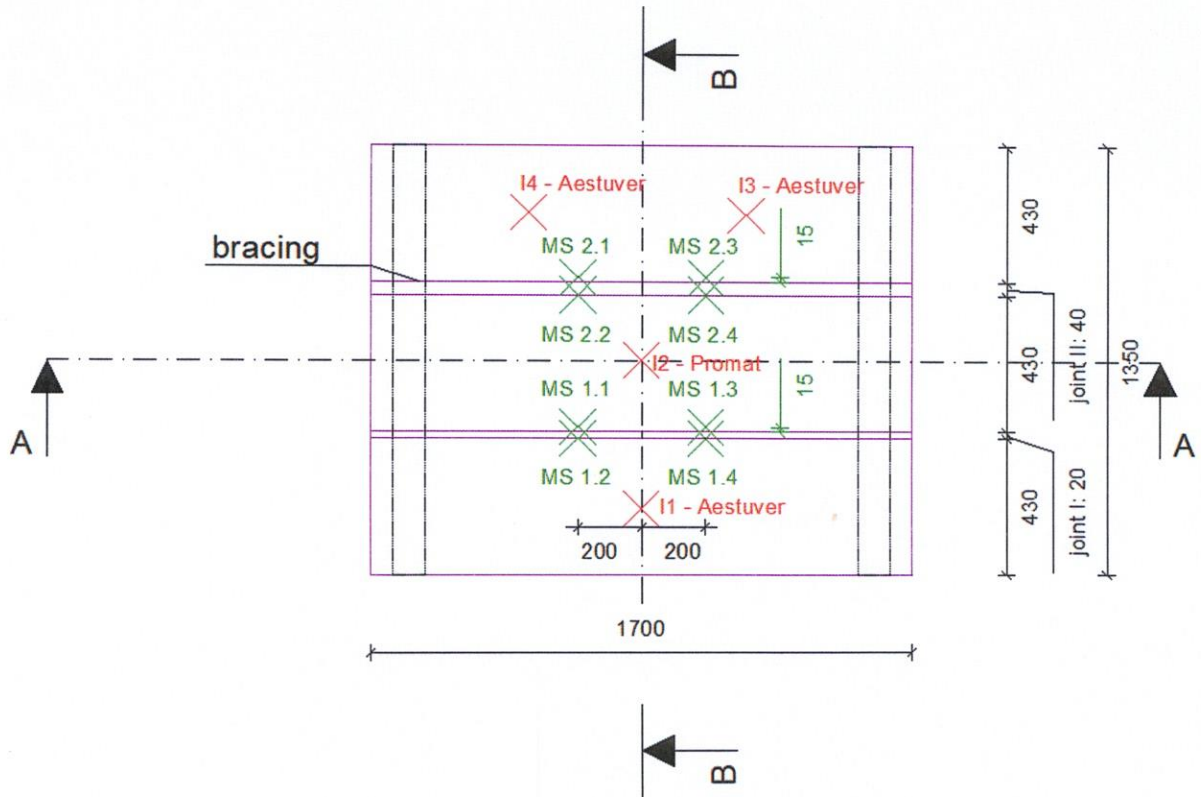 B
I4 - Aestuver
I3 - Aestuver
bracing
MS 2.1
MS 2.3
15
430
MS 2.2
MS 2.4
I2 - Promat
MS 1.1
MS 1.3
15
430
joint II: 40
1350
A
A
MS 1.2
MS 1.4
I1 - Aestuver
430
joint I: 20
200
200
1700
B